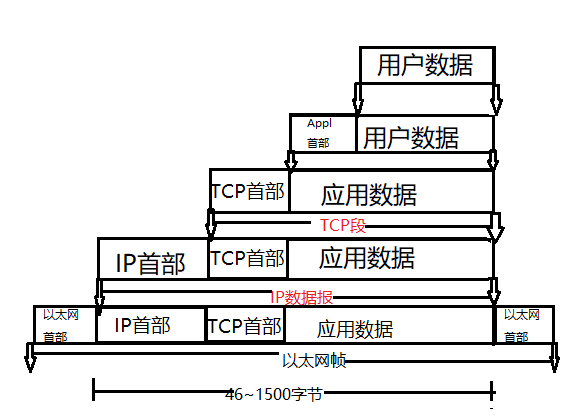 用户数据
Appl
首部
用户数据
TCP首部
应用数据
TCP段
IP首部
TCP首部
应用数据
IP数据报
以太网
首部
IP首部
TCP首部
应用数据
以太网
首部
以太网帧
46~1500字节